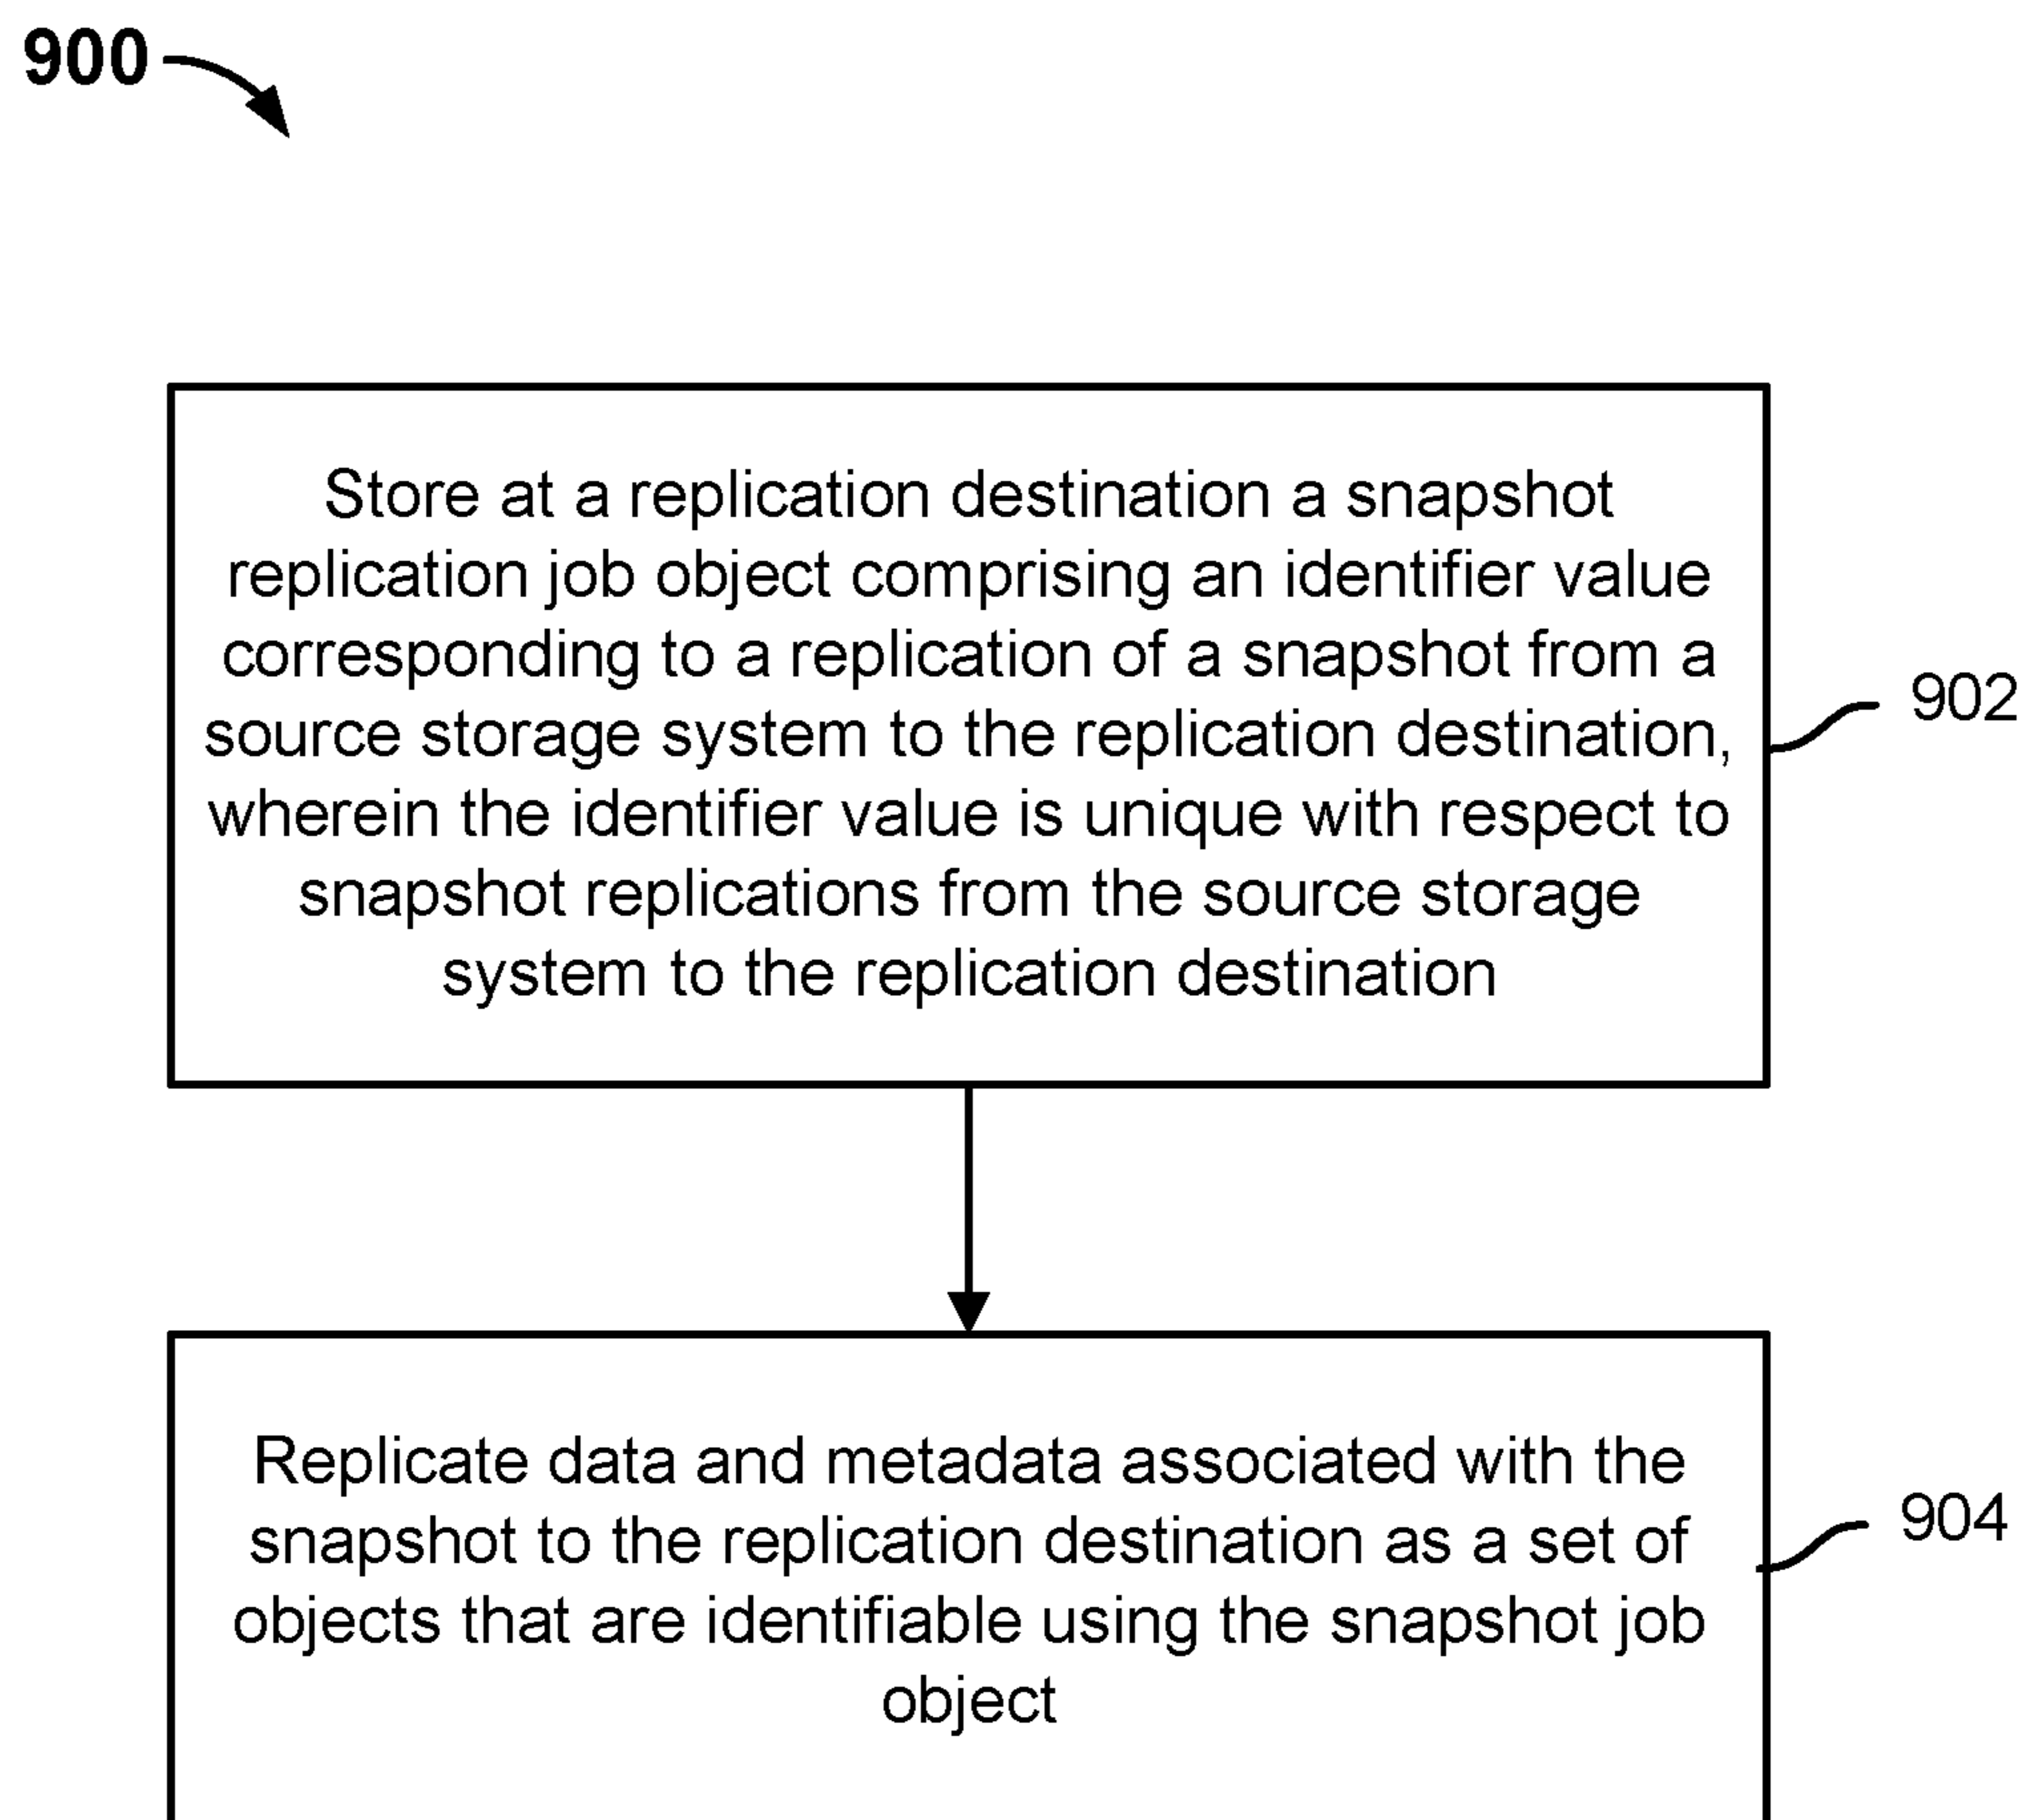 900
Store at a replication destination a snapshot
replication job object comprising an identifier value
corresponding to a replication of a snapshot from a
source storage system to the replication destination,
wherein the identifier value is unique with respect to
snapshot replications from the source storage
system to the replication destination
902
Replicate data and metadata associated with the
snapshot to the replication destination as a set of
objects that are identifiable using the snapshot job
object
904